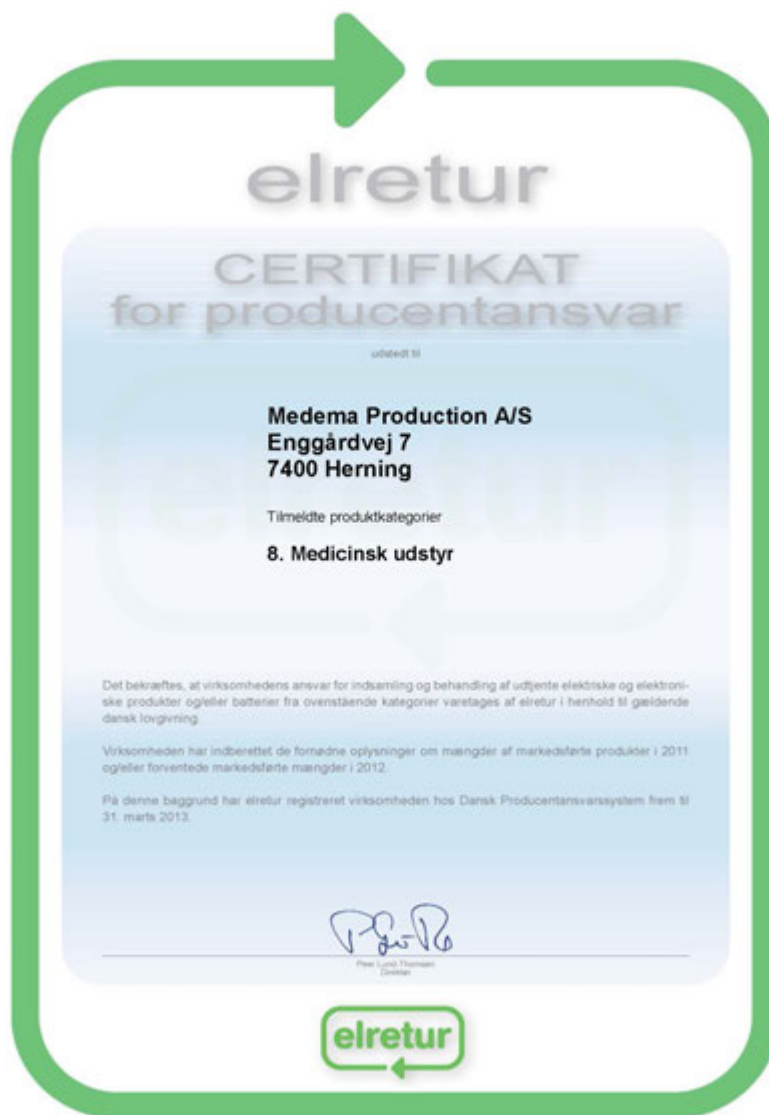 elretur
CERTIFIKAT
for producentansvar
udstedt til
Medema Production A/S
Enggårdvej 7
7400 Herning
Tilmeldte produktkategorier
8. Medicinsk udstyr
Det bekræftes, at virksomhedens ansvar for indsamling og behandling af udtjente elektriske og elektroni-
ske produkter og/eller batterier fra ovenstående kategorier varetages af elretur i henhold til gældende
dansk lovgivning.
Virksomheden har indberettet de fornødne oplysninger om mængder af markedsførte produkter i 2011
og/eller forventede markedsførte mængder i 2012.
På denne baggrund har elretur registreret virksomheden hos Dansk Producentansvarssystem frem til
31. marts 2013.
Peer Lund-Thomsen
Direktør
elretur